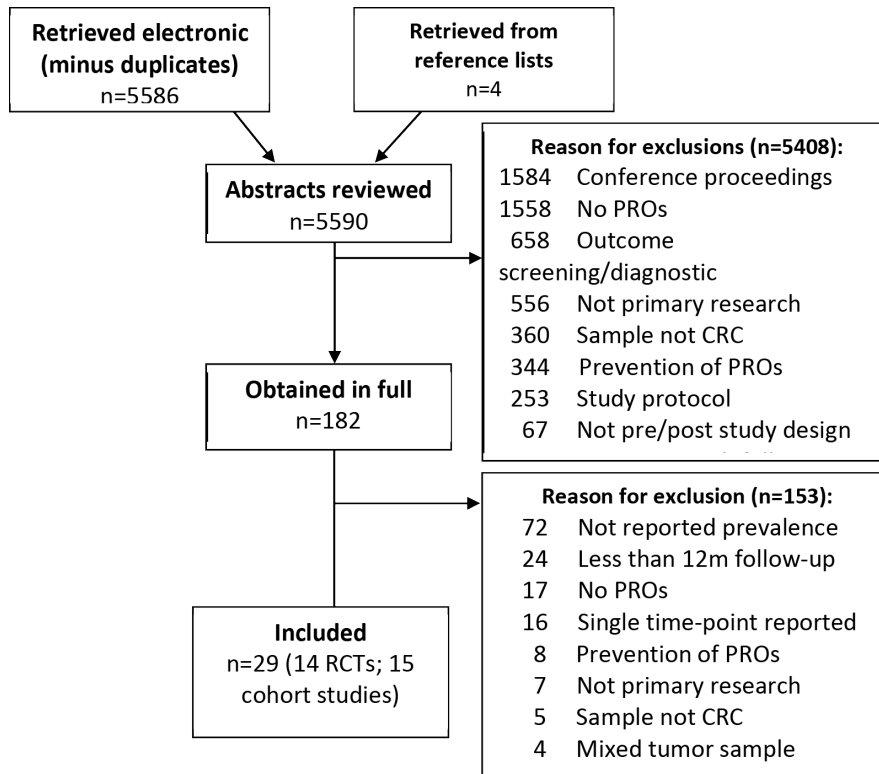 Retrieved electronic
(minus duplicates)
n=5586
Retrieved from
reference lists
n=4
Abstracts reviewed
n=5590
Reason for exclusions (n=5408):
1584 Conference proceedings
1558 No PROs
658 Outcome
screening/diagnostic
556 Not primary research
360 Sample not CRC
344 Prevention of PROs
253 Study protocol
67 Not pre/post study design
Obtained in full
n=182
Reason for exclusion (n=153):
72 Not reported prevalence
24 Less than 12m follow-up
17 No PROs
16 Single time-point reported
8 Prevention of PROs
7 Not primary research
5 Sample not CRC
4 Mixed tumor sample
Included
n=29 (14 RCTs; 15
cohort studies)